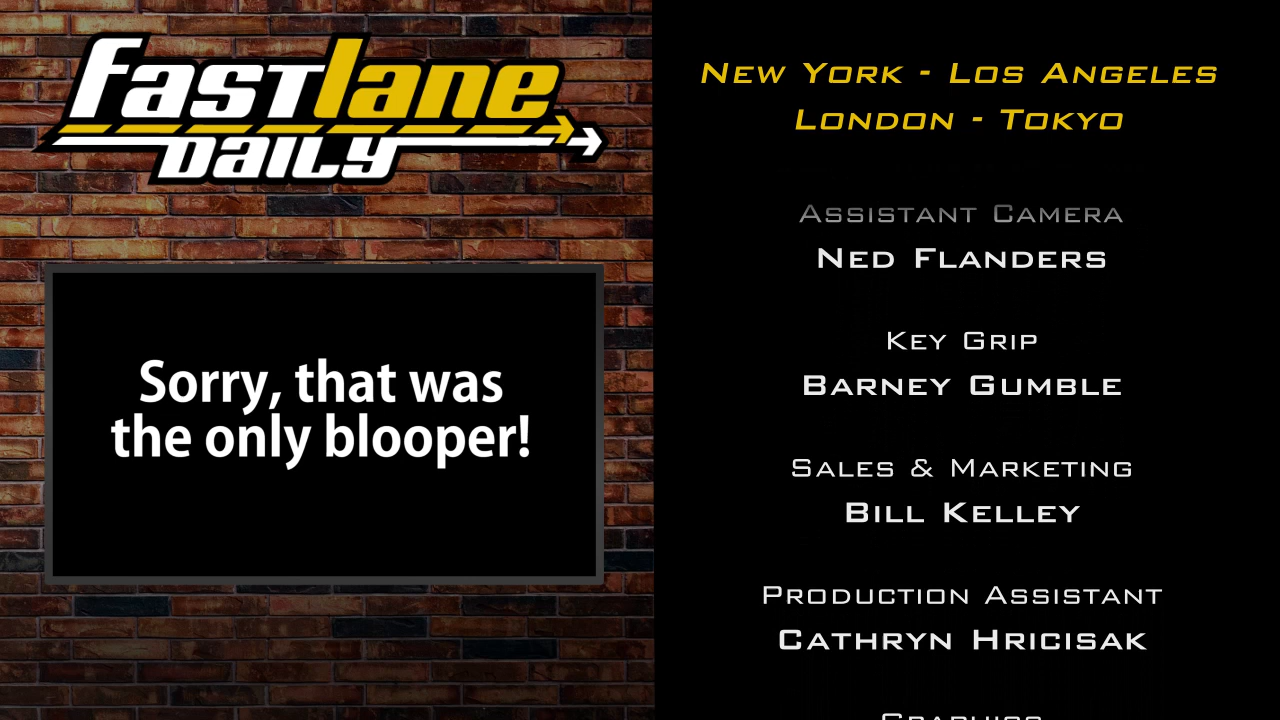 fastlane
DAILY
Sorry, that was
the only blooper!
New York - Los Angeles
London - Tokyo
Assistant Camera
Ned Flanders
Key Grip
Barney Gumble
Sales & Marketing
Bill Kelley
Production Assistant
Cathryn Hricisak
Graphics